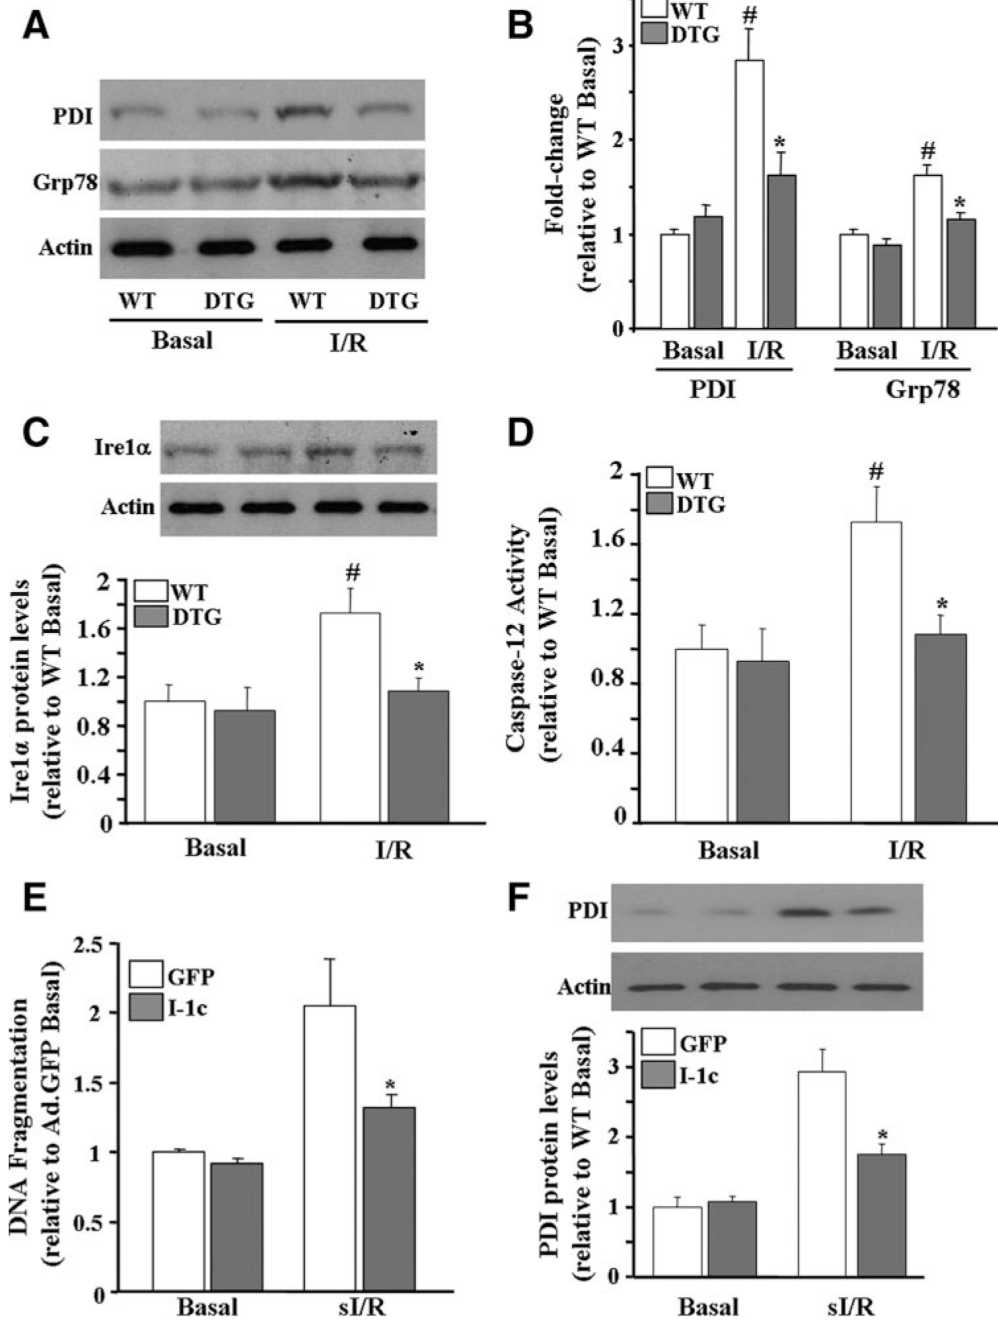 A
PDI
Grp78
Actin
WT DTG WT DTG
Basal I/R
B
WT
DTG
Fold-change
(relative to WT Basal)
3
2
1
0
#
*
#
*
Basal I/R Basal I/R
PDI Grp78
C
Ire1α
Actin
Ire1α protein levels
(relative to WT Basal)
2
1.6
1.2
0.8
0.4
0
WT
DTG
#
*
Basal I/R
D
Caspase-12 Activity
(relative to WT Basal)
2
1.6
1.2
0.8
0.4
0
WT
DTG
#
*
Basal I/R
E
DNA Fragmentation
(relative to Ad.GFP Basal)
2.5
2
1.5
1
0.5
0
GFP
I-1c
*
Basal sI/R
F
PDI
Actin
PDI protein levels
(relative to WT Basal)
3
2
1
0
GFP
I-1c
*
Basal sI/R